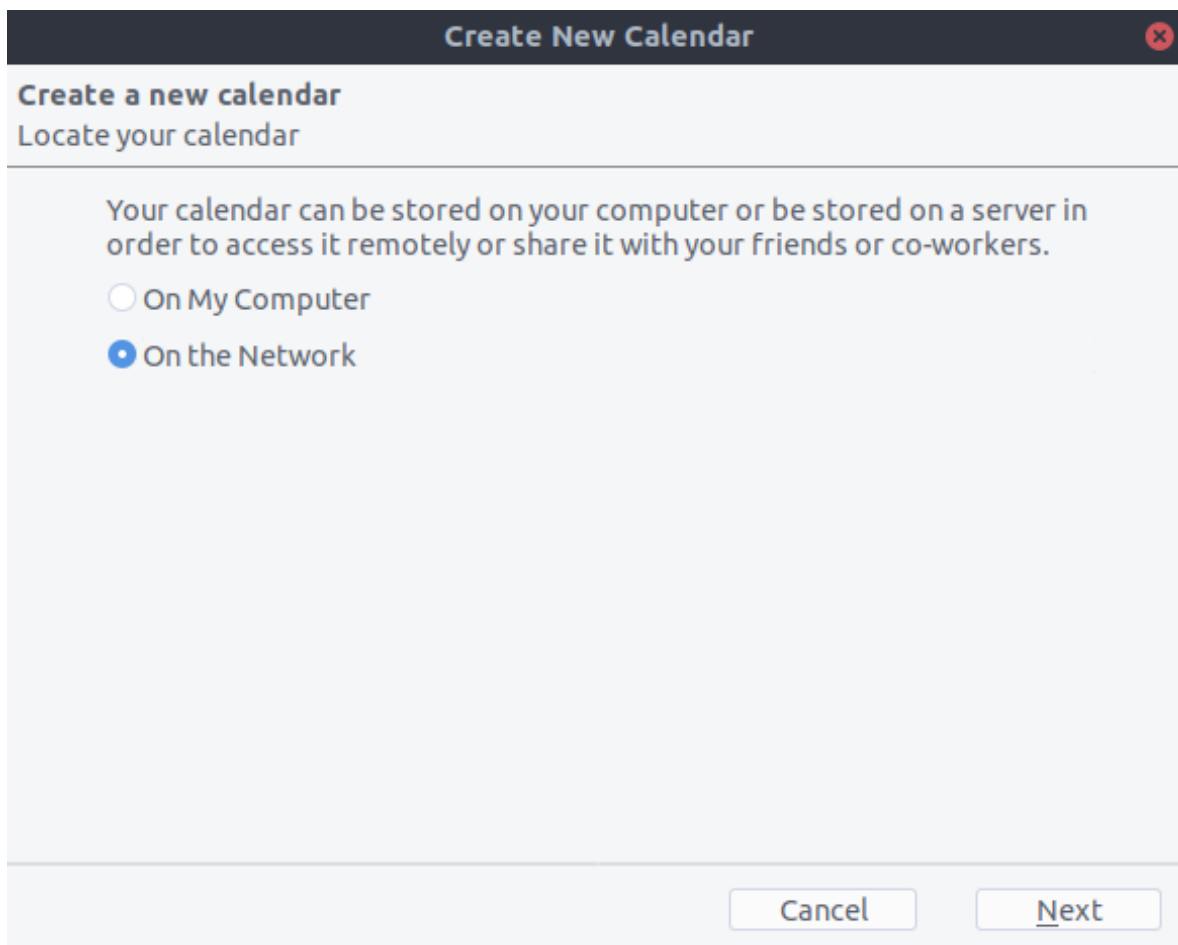 Create New Calendar
Create a new calendar
Locate your calendar
Your calendar can be stored on your computer or be stored on a server in
order to access it remotely or share it with your friends or co-workers.
On My Computer
On the Network
Cancel
Next